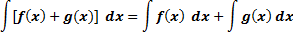 ∫[f(x) + g(x)] dx = ∫f(x) dx + ∫g(x) dx